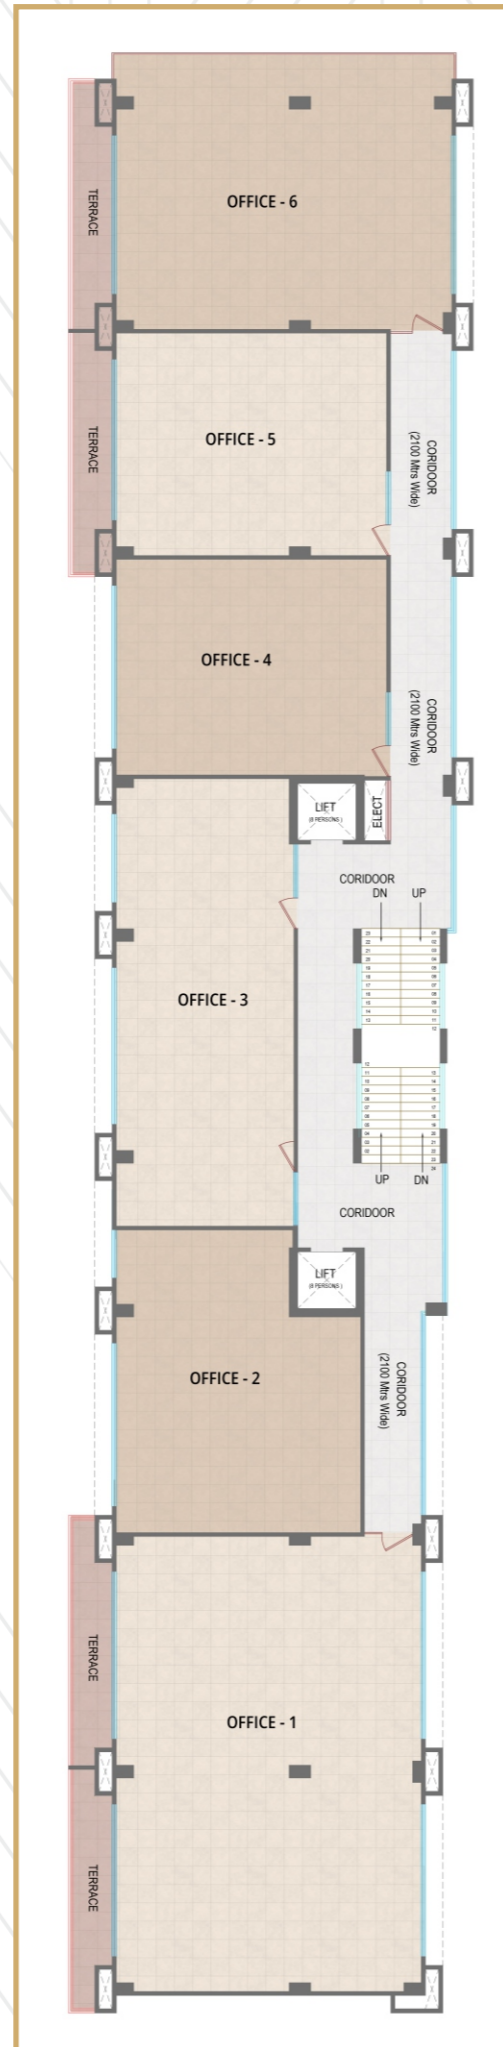 OFFICE - 6
TERRACE
OFFICE - 5
TERRACE
CORIDOOR
(2100 Mtrs Wide)
OFFICE - 4
CORIDOOR
(2100 Mtrs Wide)
LIFT
(8 PERSONS )
ELECT
CORIDOOR
DN
UP
OFFICE - 3
UP
DN
CORIDOOR
LIFT
(8 PERSONS )
OFFICE - 2
CORIDOOR
(2100 Mtrs Wide)
TERRACE
OFFICE - 1
TERRACE